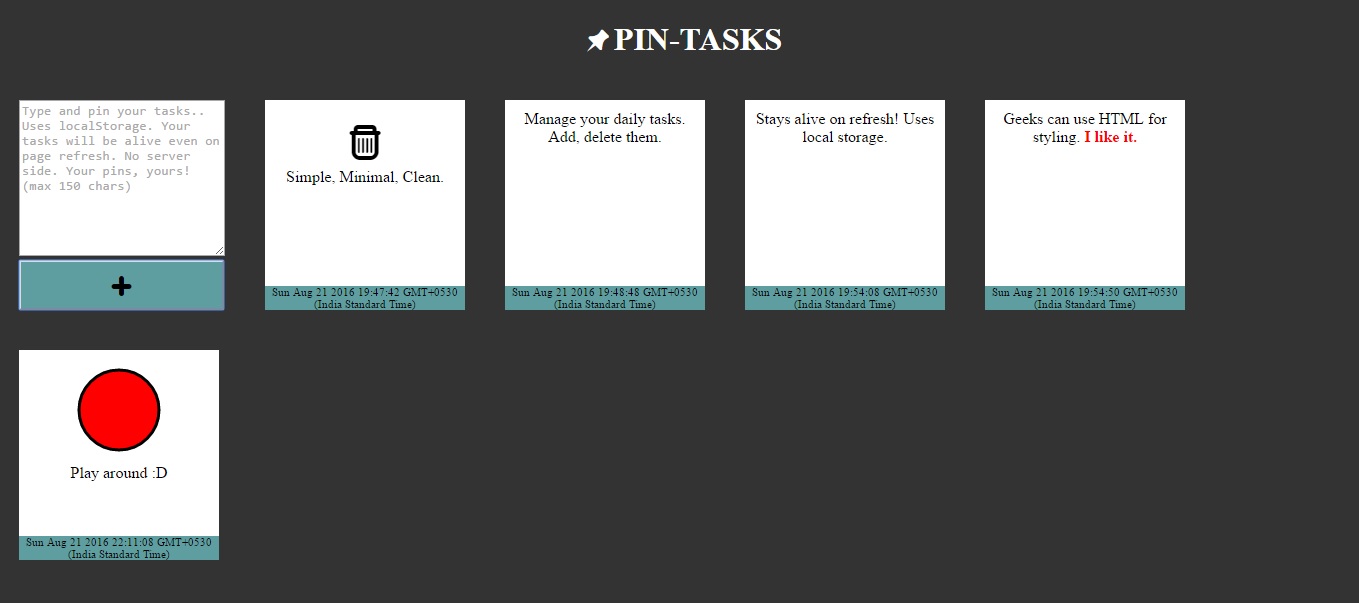 PIN-TASKS
Type and pin your tasks..
Uses localStorage. Your
tasks will be alive even on
page refresh. No server
side. Your pins, yours!
(max 150 chars)
Simple, Minimal, Clean.
Sun Aug 21 2016 19:47:42 GMT+0530
(India Standard Time)
Manage your daily tasks.
Add, delete them.
Sun Aug 21 2016 19:48:48 GMT+0530
(India Standard Time)
Stays alive on refresh! Uses
local storage.
Sun Aug 21 2016 19:54:08 GMT+0530
(India Standard Time)
Geeks can use HTML for
styling. I like it.
Sun Aug 21 2016 19:54:50 GMT+0530
(India Standard Time)
Play around :D
Sun Aug 21 2016 22:11:08 GMT+0530
(India Standard Time)